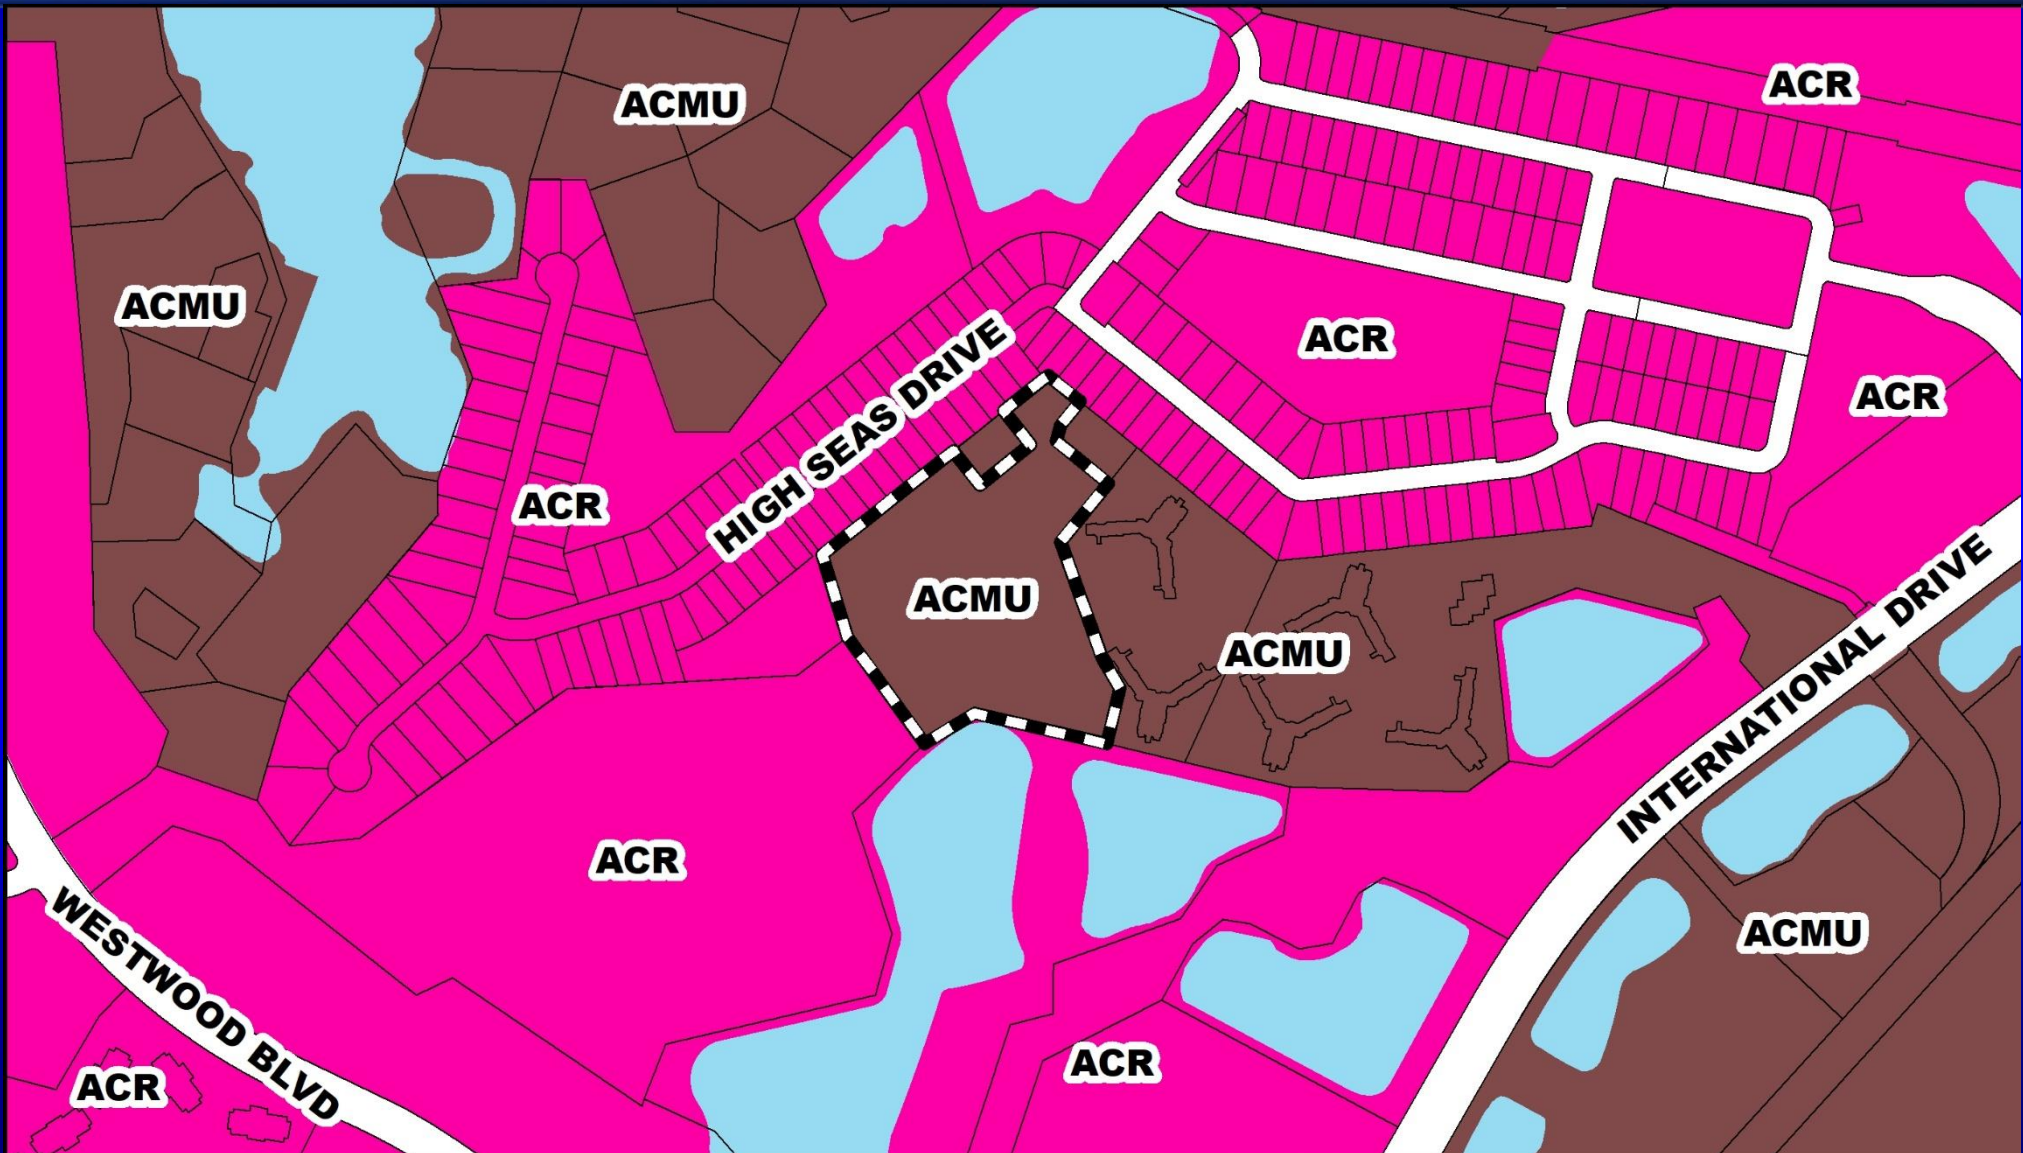 ACR
ACMU
ACMU
ACR
ACR
HIGH SEAS DRIVE
ACR
ACMU
ACMU
INTERNATIONAL DRIVE
ACR
WESTWOOD BLVD
ACMU
ACR
ACR